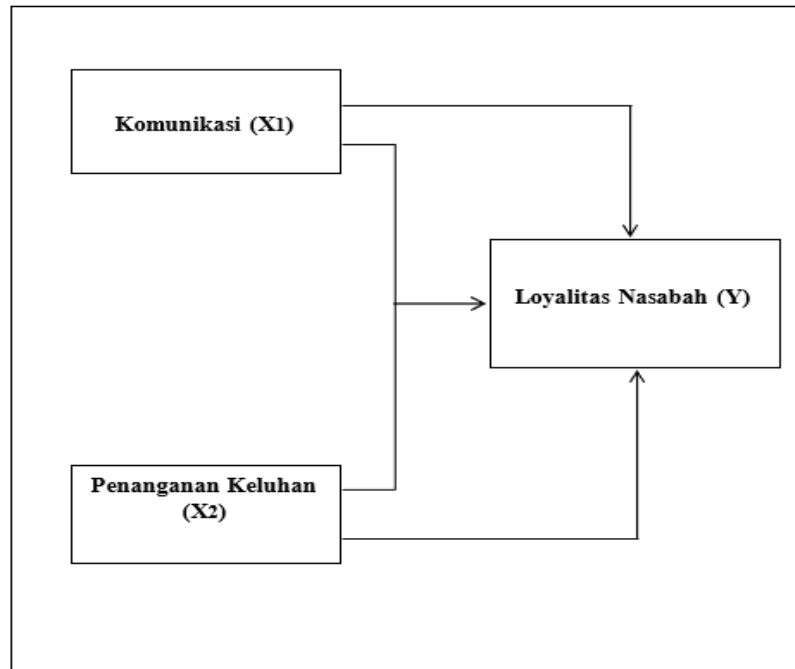 Komunikasi (X1)
Loyalitas Nasabah (Y)
Penanganan Keluhan
(X2)